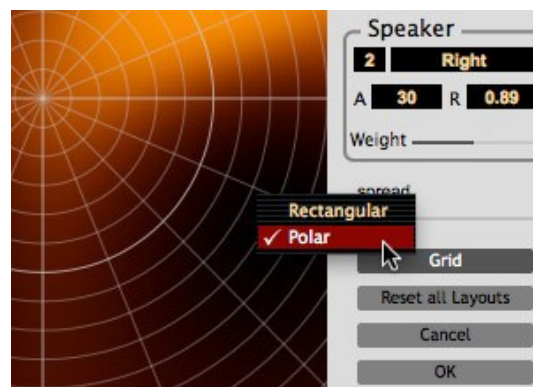 Speaker
2 Right
A 30 R 0.89
Weight
spread
Rectangular
✓ Polar
Grid
Reset all Layouts
Cancel
OK